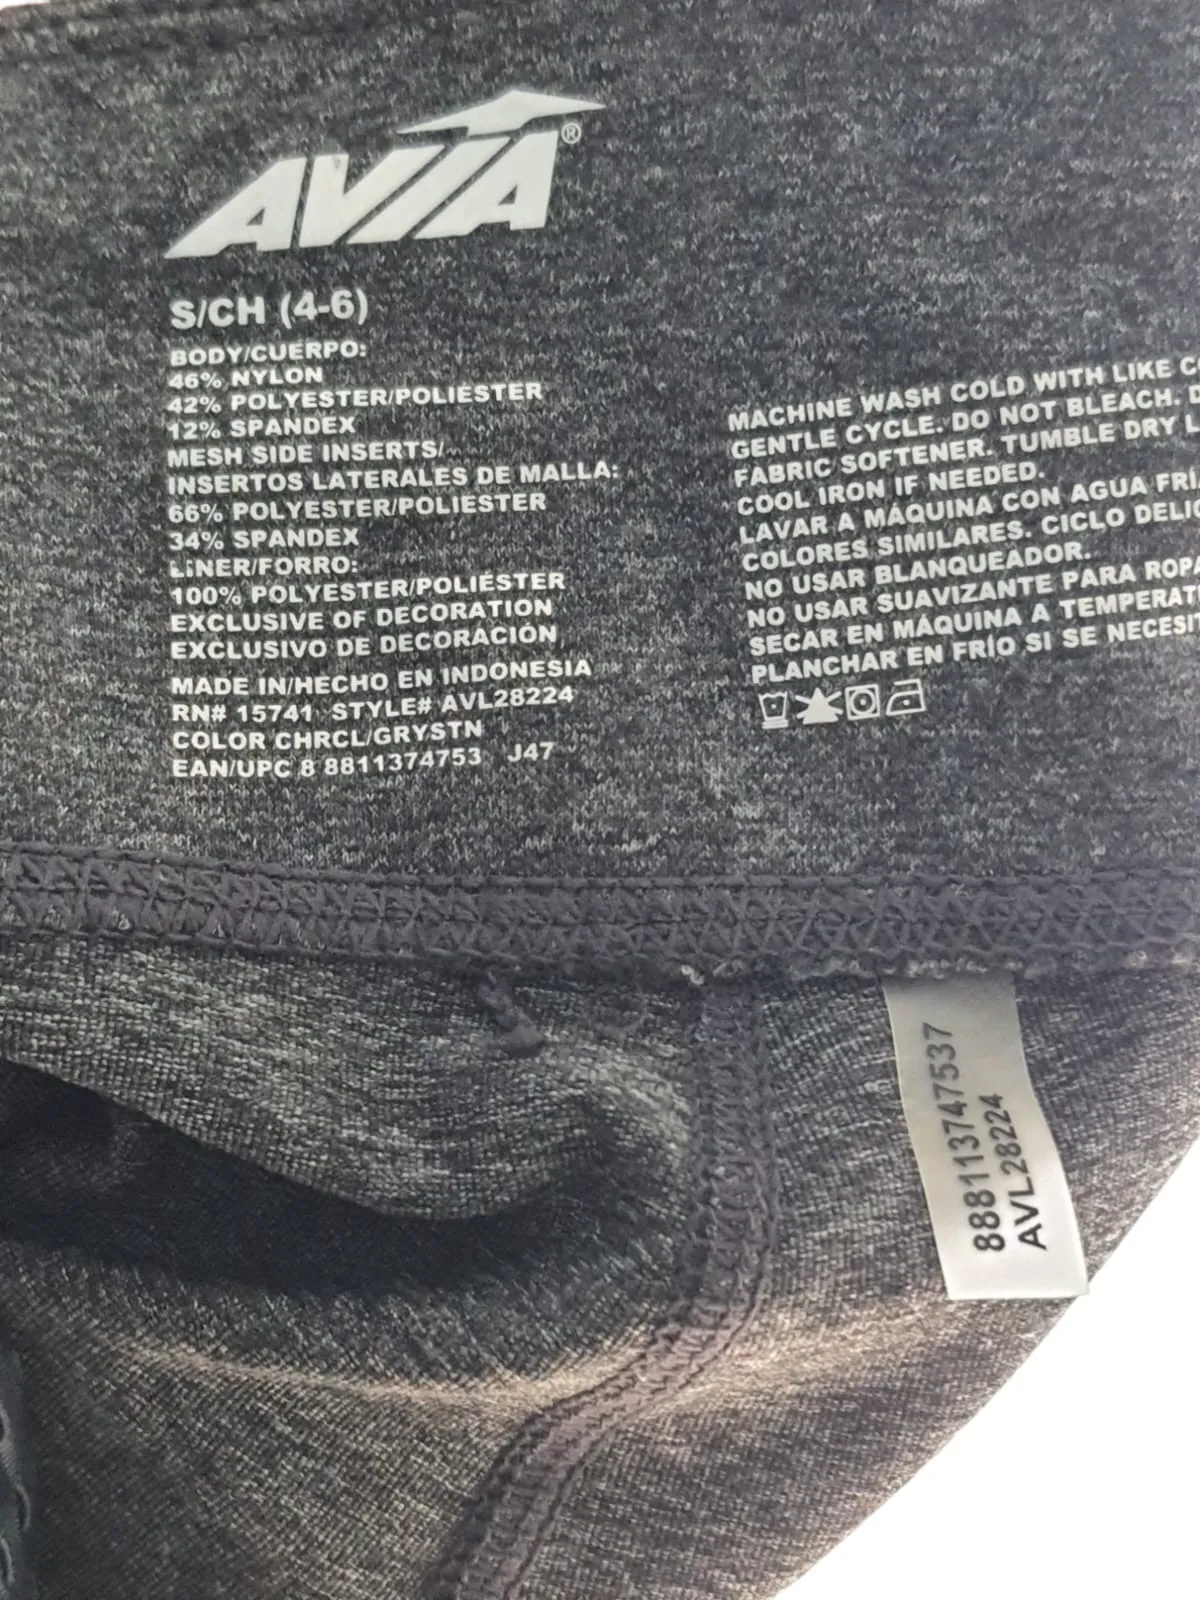 AVIA®
S/CH (4-6)
BODY/CUERPO:
46% NYLON
42% POLYESTER/POLIÉSTER
12% SPANDEX
MESH SIDE INSERTS/
INSERTOS LATERALES DE MALLA:
66% POLYESTER/POLIÉSTER
34% SPANDEX
LINER/FORRO:
100% POLYESTER/POLIÉSTER
EXCLUSIVE OF DECORATION
EXCLUSIVO DE DECORACIÓN
MADE IN/HECHO EN INDONESIA
RN# 15741 STYLE# AVL28224
COLOR CHRCL/GRYSTN
EAN/UPC 8 8811374753 J47
MACHINE WASH COLD WITH LIKE
GENTLE CYCLE. DO NOT BLEACH.
FABRIC SOFTENER. TUMBLE DRY
COOL IRON IF NEEDED.
LAVAR A MÁQUINA CON AGUA
COLORES SIMILARES. CICLO
NO USAR BLANQUEADOR.
NO USAR SUAVIZANTE PARA ROPA
SECAR EN MÁQUINA A
PLANCHAR EN FRÍO SI SE
888113747537
AVL28224